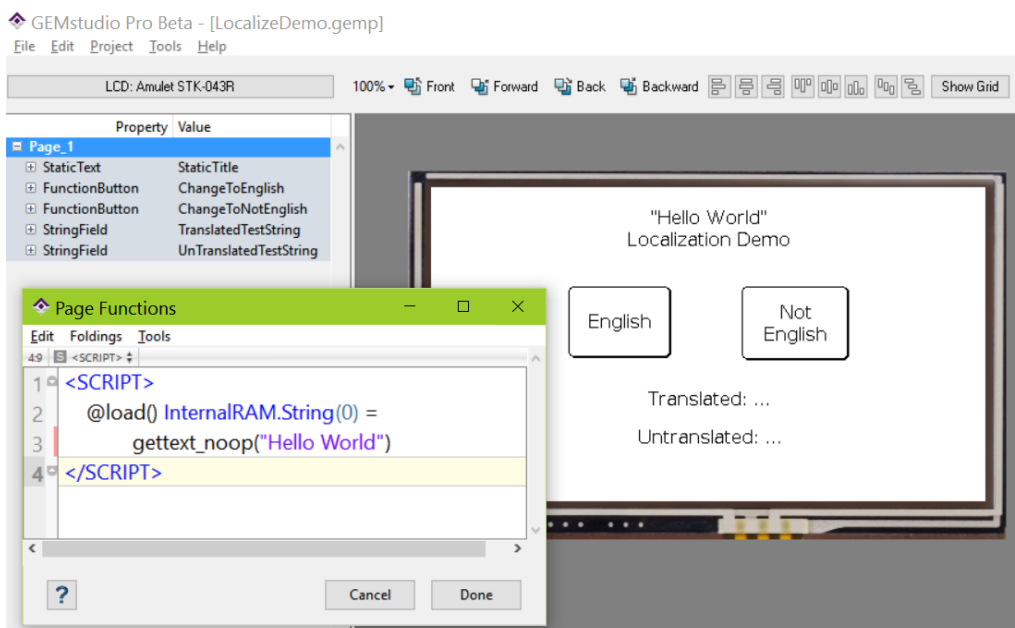 GEMstudio Pro Beta - [LocalizeDemo.gemp]
File Edit Project Tools Help
LCD: Amulet STK-043R
100% Front Forward Back Backward Show Grid
Property Value
Page_1
StaticText StaticTitle
FunctionButton ChangeToEnglish
FunctionButton ChangeToNotEnglish
StringField TranslatedTestString
StringField UnTranslatedTestString
"Hello World"
Localization Demo
English
Not
English
Translated: ...
Untranslated: ...
Page Functions
Edit Foldings Tools
4:9 S <SCRIPT>
1 <SCRIPT>
2 @load() InternalRAM.String(0) =
3 gettext_noop("Hello World")
4 </SCRIPT>
? Cancel Done